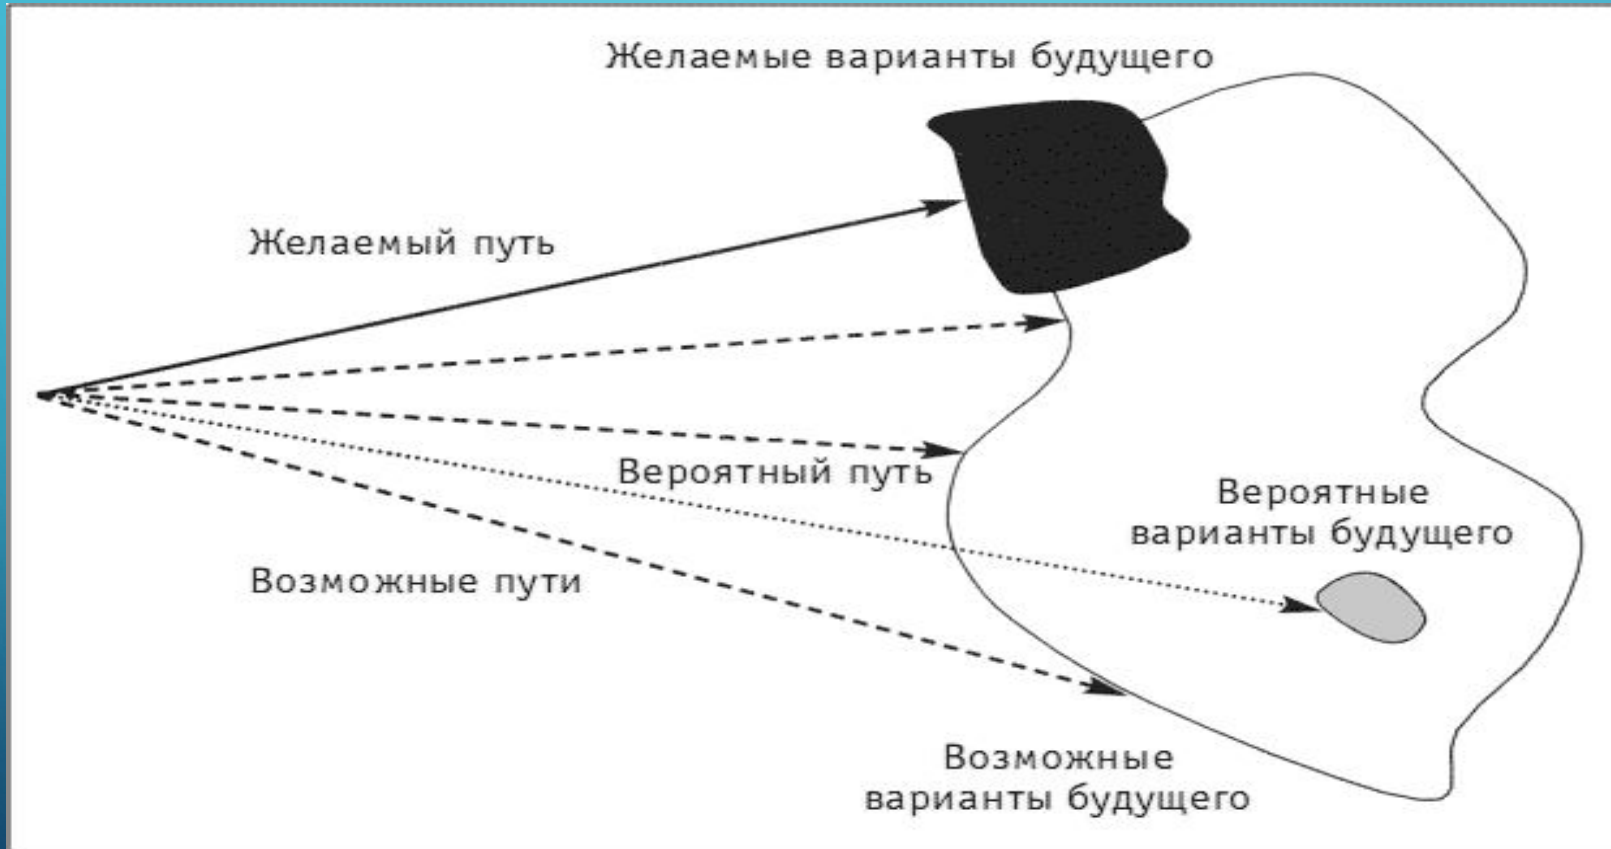 Желаемые варианты будущего
Желаемый путь
Вероятный путь
Вероятные
варианты будущего
Возможные пути
Возможные
варианты будущего